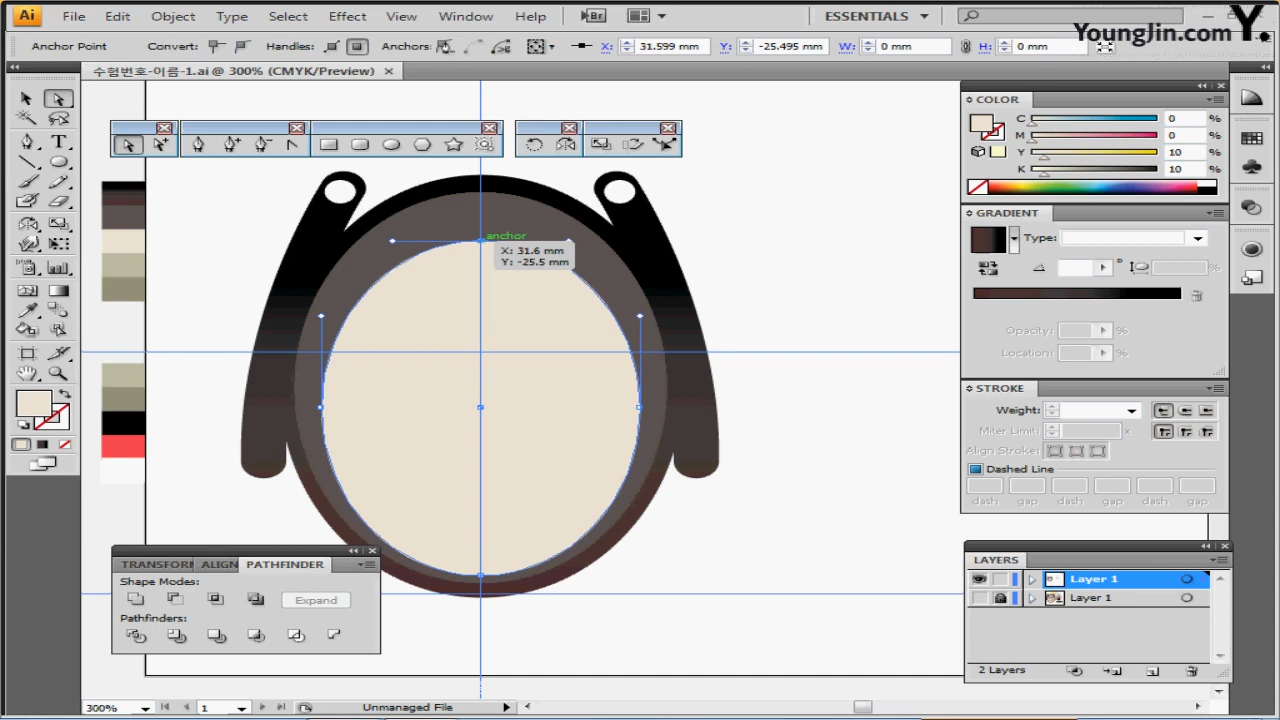 Ai File Edit Object Type Select Effect View Window Help Br ESSENTIALS
YoungJin.com Y.
Anchor Point Convert: Handles: Anchors: X: 31.599 mm Y: -25.495 mm W: 0 mm H: 0 mm
수험번호-이름-1.ai @ 300% (CMYK/Preview)
COLOR
C 0 %
M 0 %
Y 10 %
K 10 %
GRADIENT
Type:
Opacity: %
Location: %
anchor
X: 31.6 mm
Y: -25.5 mm
STROKE
Weight:
Miter Limit: x
Align Stroke:
Dashed Line
dash gap dash gap dash gap
TRANSFORM ALIGN PATHFINDER
Shape Modes:
Expand
Pathfinders:
LAYERS
Layer 1
Layer 1
2 Layers
300% 1 Unmanaged File